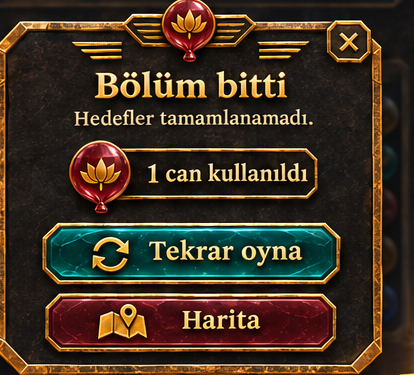 Bölüm bitti
Hedefler tamamlanamadı.
1 can kullanıldı
Tekrar oyna
Harita